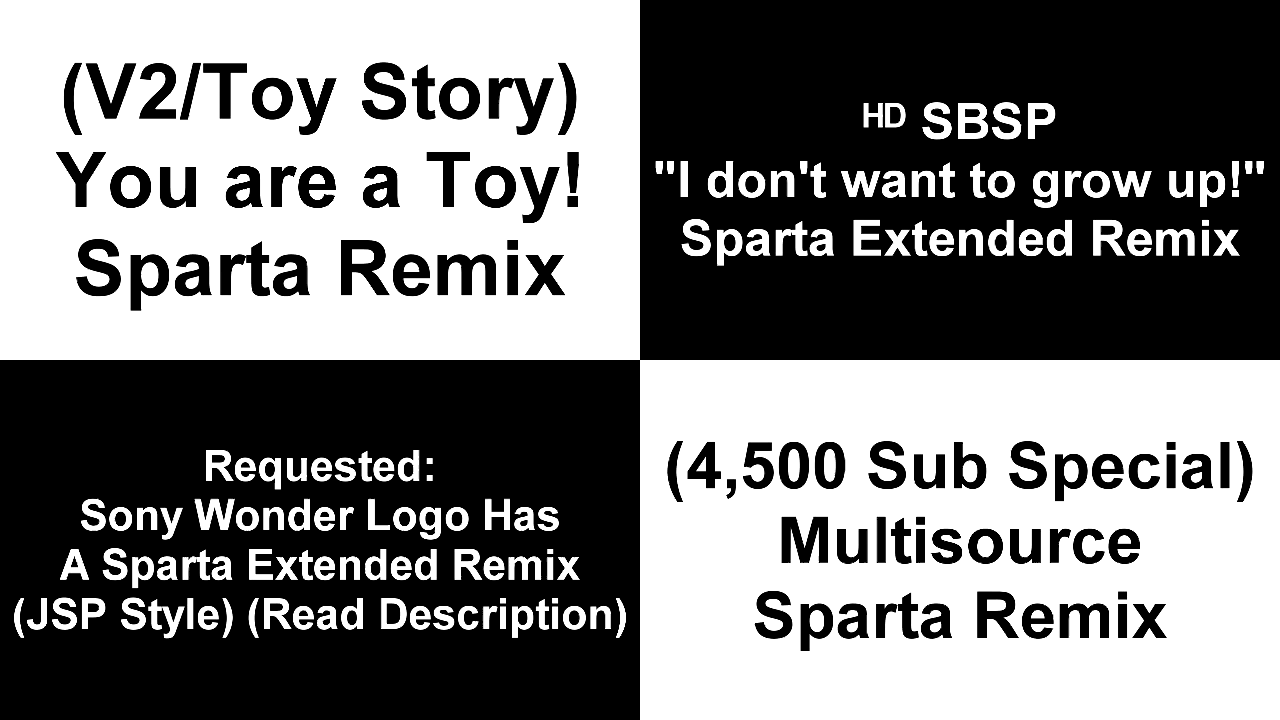 (V2/Toy Story)
You are a Toy!
Sparta Remix
ᴴᴰ SBSP
"I don't want to grow up!"
Sparta Extended Remix
Requested:
Sony Wonder Logo Has
A Sparta Extended Remix
(JSP Style) (Read Description)
(4,500 Sub Special)
Multisource
Sparta Remix